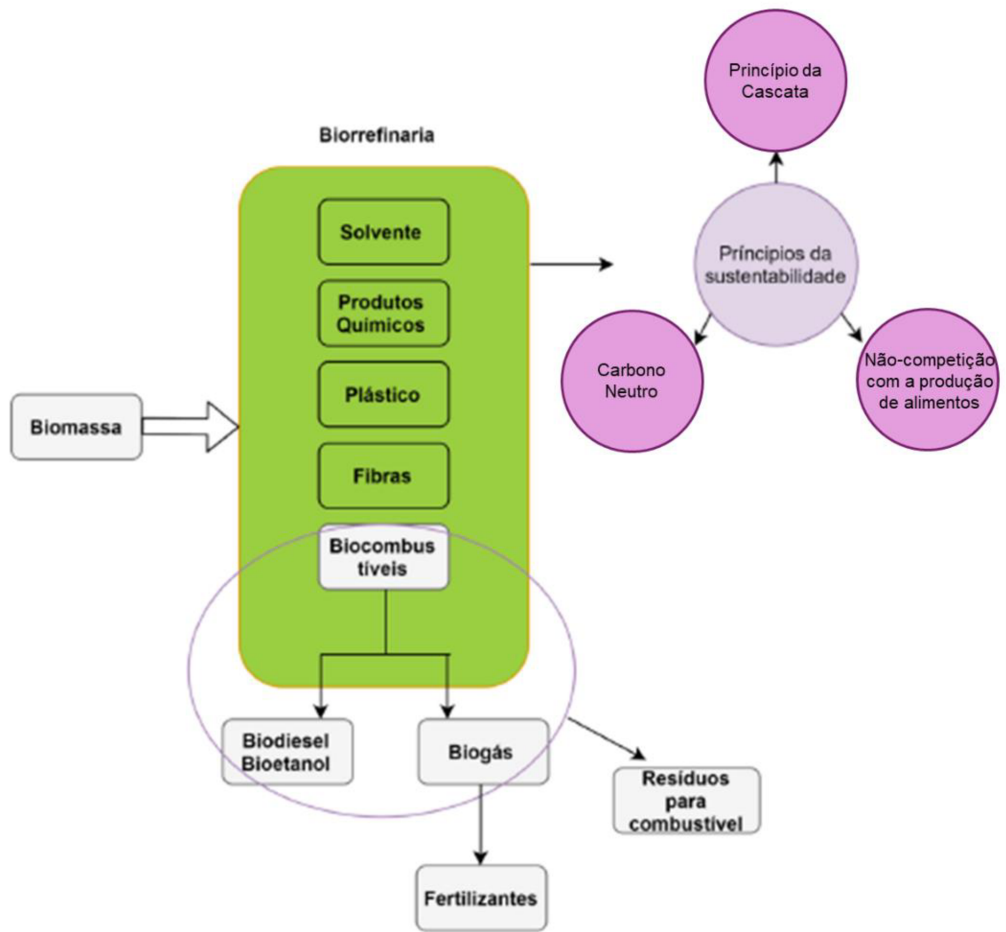 Princípio da
Cascata
Biorrefinaria
Solvente
Príncipios da
sustentabilidade
Produtos
Químicos
Carbono
Neutro
Não-competição
com a produção
de alimentos
Plástico
Biomassa
Fibras
Biocombus
tíveis
Biodiesel
Bioetanol
Biogás
Resíduos
para
combustível
Fertilizantes